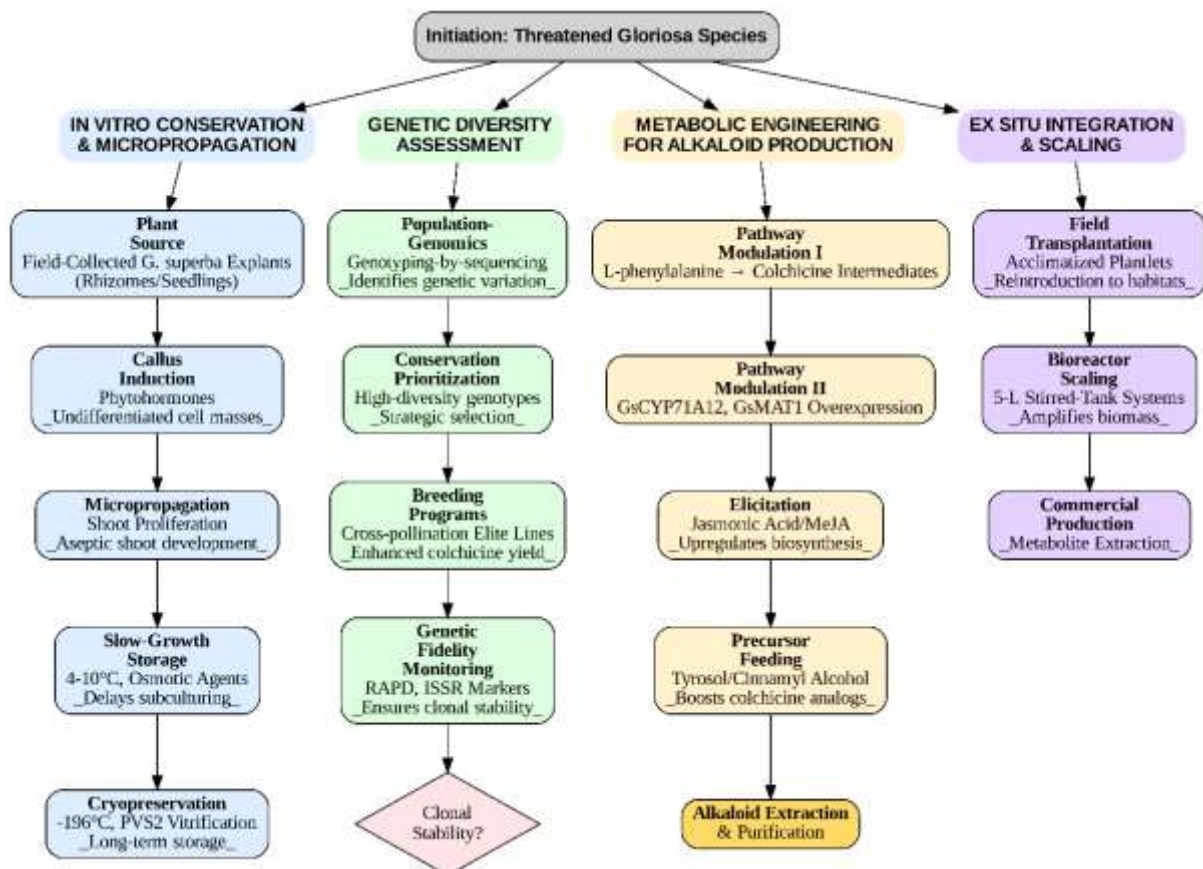 Initiation: Threatened Gloriosa Species
IN VITRO CONSERVATION
& MICROPROPAGATION
Plant
Source
Field-Collected G. superba Explants
(Rhizomes/Seedlings)
Callus
Induction
Phytohormones
_Undifferentiated cell masses_
Micropropagation
Shoot Proliferation
_Aseptic shoot development_
Slow-Growth
Storage
4-10°C, Osmotic Agents
_Delays subculturing_
Cryopreservation
-196°C, PVS2 Vitrification
_Long-term storage_
GENETIC DIVERSITY
ASSESSMENT
Population-
Genomics
Genotyping-by-sequencing
_Identifies genetic variation_
Conservation
Prioritization
High-diversity genotypes
_Strategic selection_
Breeding
Programs
Cross-pollination Elite Lines
_Enhanced colchicine yield_
Genetic
Fidelity
Monitoring
RAPD, ISSR Markers
_Ensures clonal stability_
Clonal
Stability?
METABOLIC ENGINEERING
FOR ALKALOID PRODUCTION
Pathway
Modulation I
L-phenylalanine → Colchicine Intermediates
Pathway
Modulation II
GsCYP71A12, GsMAT1 Overexpression
Elicitation
Jasmonic Acid/MeJA
_Upregulates biosynthesis_
Precursor
Feeding
Tyrosol/Cinnamyl Alcohol
_Boosts colchicine analogs_
Alkaloid Extraction
& Purification
EX SITU INTEGRATION
& SCALING
Field
Transplantation
Acclimatized Plantlets
_Reintroduction to habitats_
Bioreactor
Scaling
5-L Stirred-Tank Systems
_Amplifies biomass_
Commercial
Production
_Metabolite Extraction_